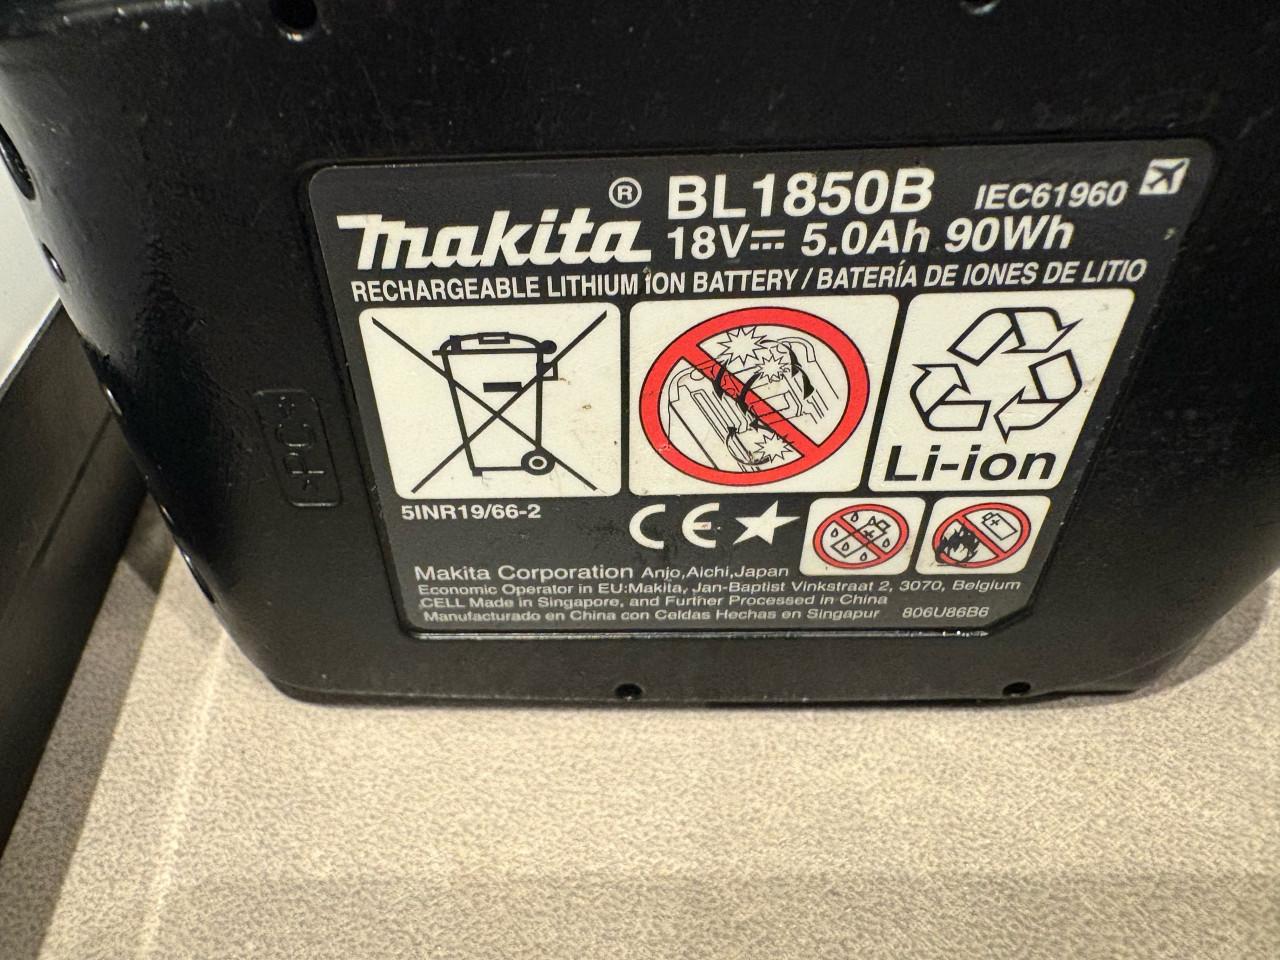 makita® BL1850B IEC61960
18V⎓ 5.0Ah 90Wh
RECHARGEABLE LITHIUM ION BATTERY / BATERÍA DE IONES DE LITIO
Li-ion
5INR19/66-2
CE
Makita Corporation Anjo,Aichi,Japan
Economic Operator in EU:Makita, Jan-Baptist Vinkstraat 2, 3070, Belgium
CELL Made in Singapore, and Further Processed in China
Manufacturado en China con Celdas Hechas en Singapur 806U86B6